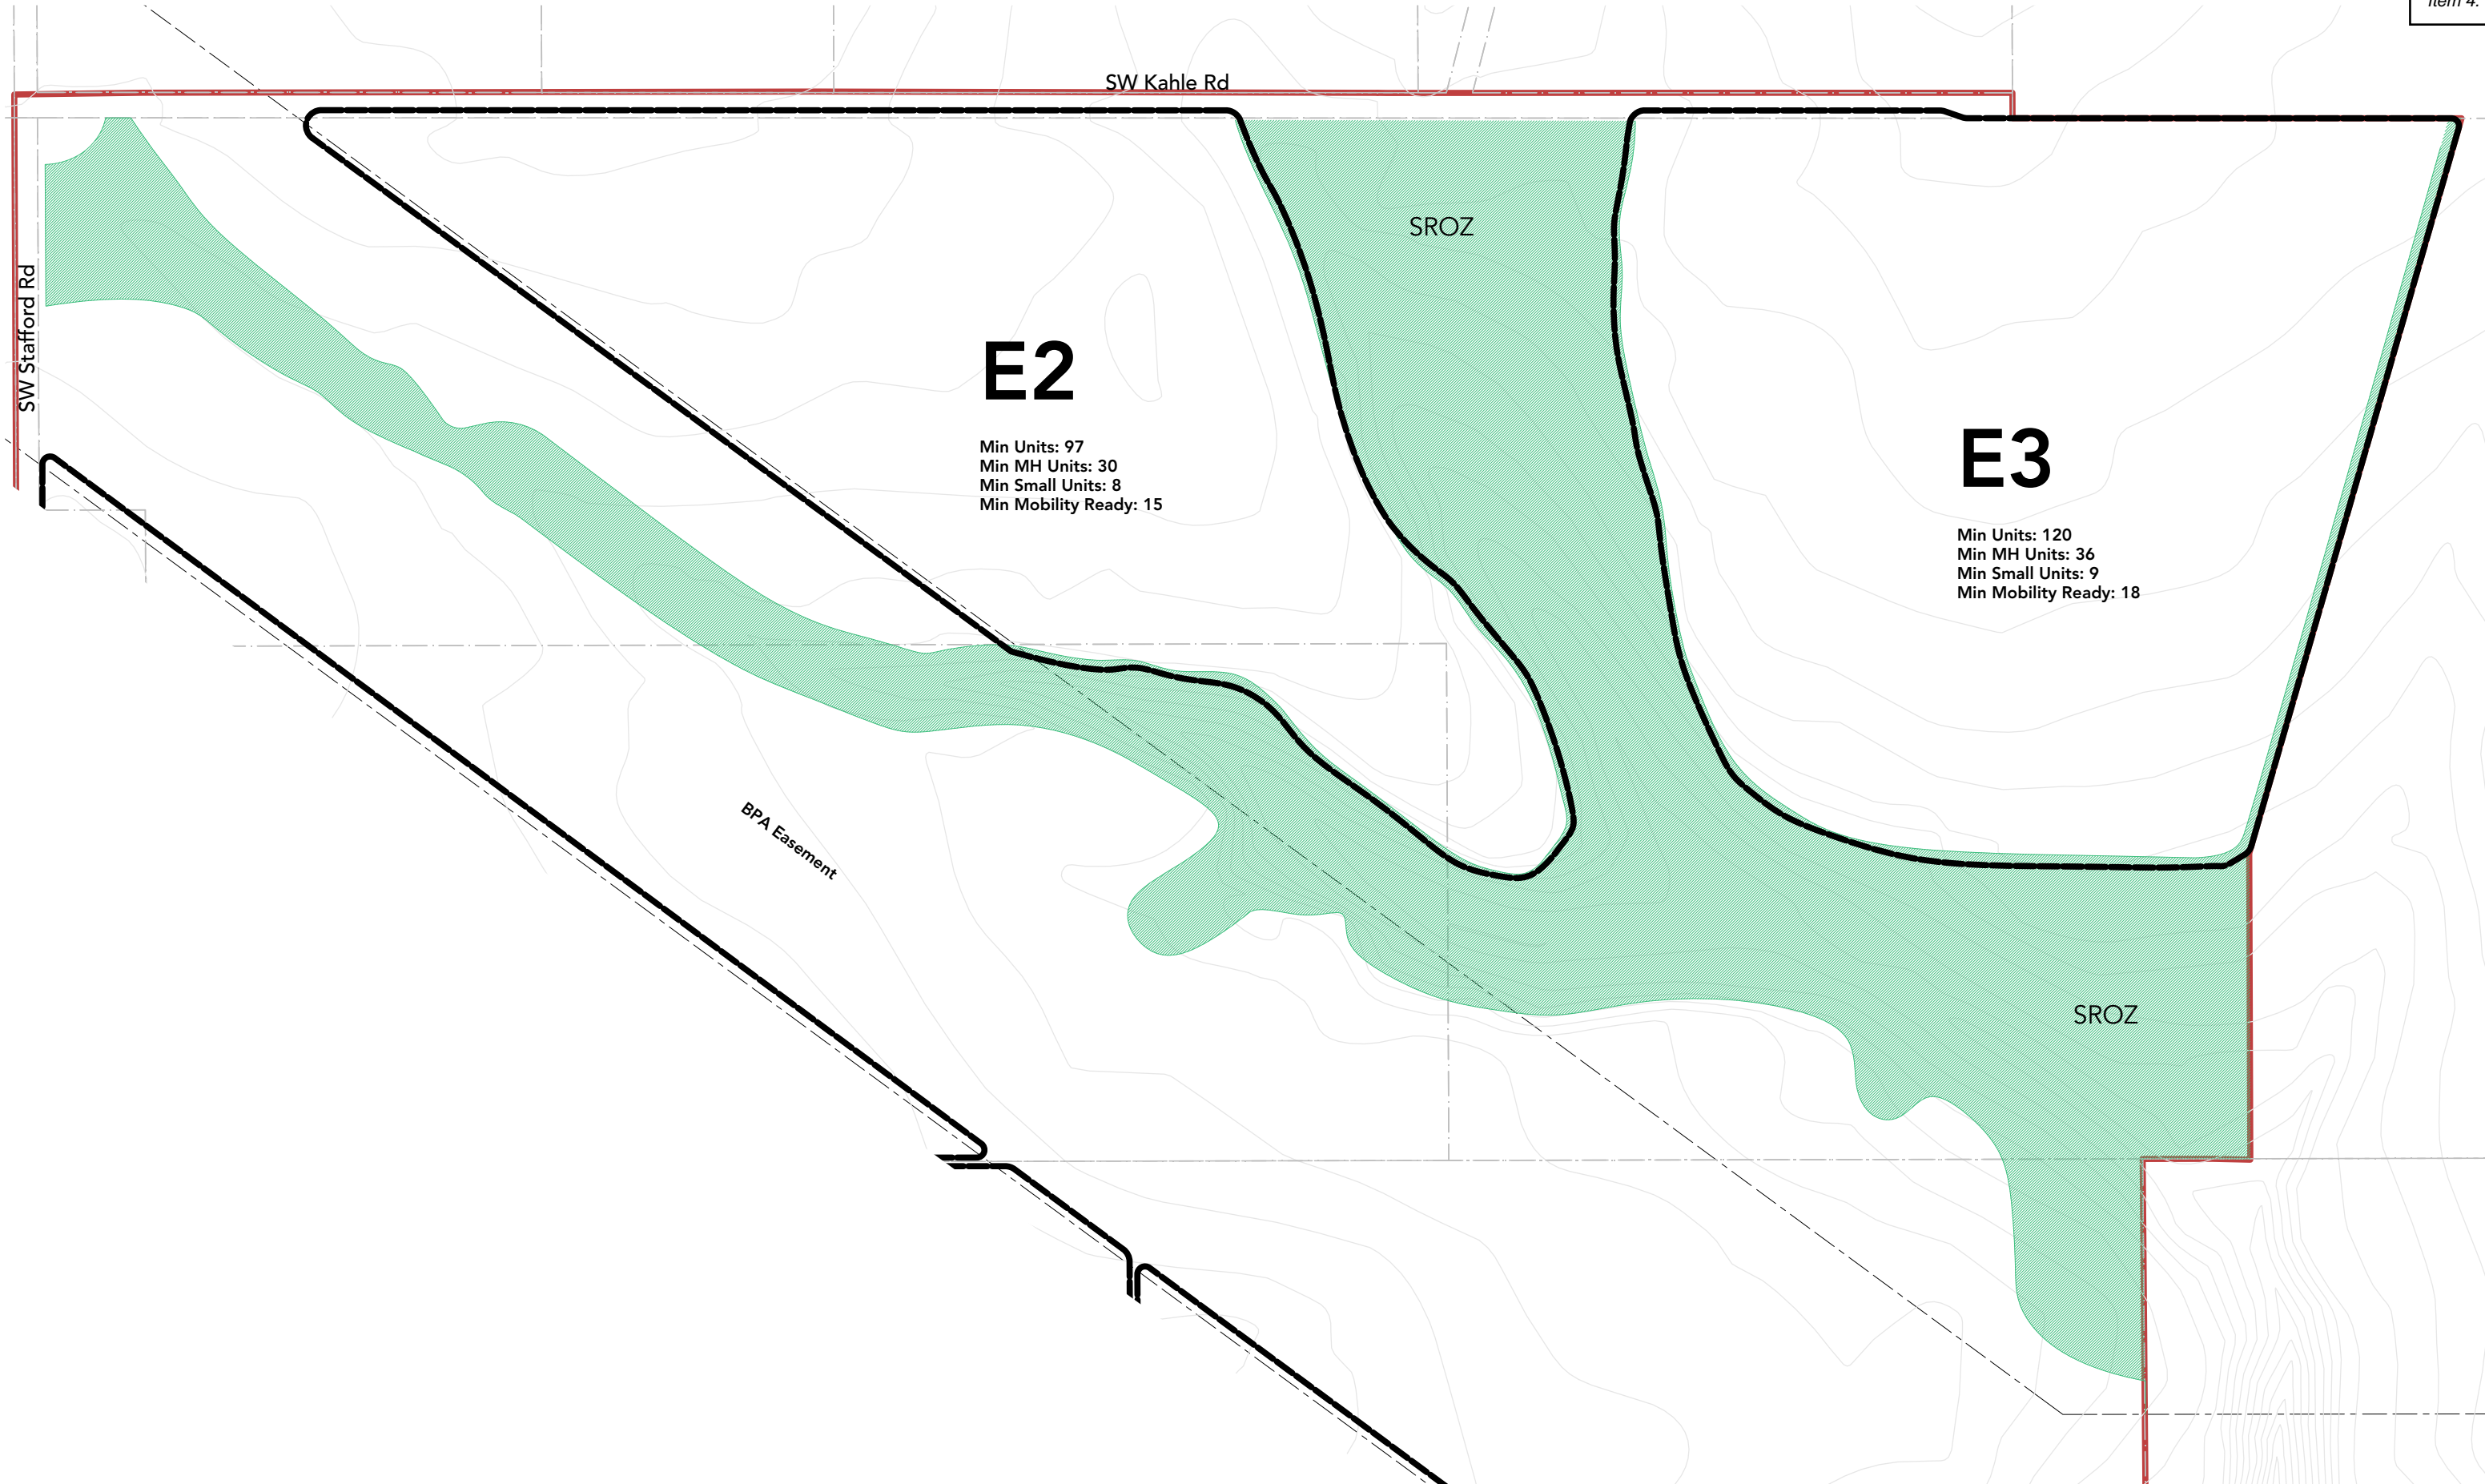 Item 4.
SW Kahle Rd
SROZ
SW Stafford Rd
E2
Min Units: 97
Min MH Units: 30
Min Small Units: 8
Min Mobility Ready: 15
E3
Min Units: 120
Min MH Units: 36
Min Small Units: 9
Min Mobility Ready: 18
BPA Easement
SROZ